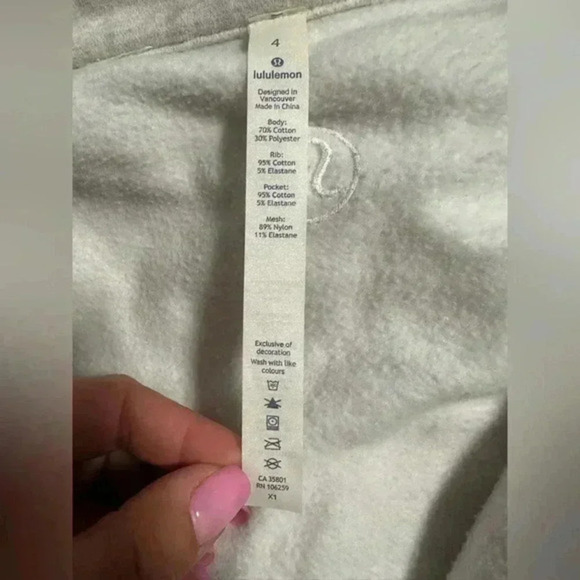 4
lululemon
Designed in
Vancouver
Made in China
Body:
70% Cotton
30% Polyester
Rib:
95% Cotton
5% Elastane
Pocket:
95% Cotton
5% Elastane
Mesh:
89% Nylon
11% Elastane
Exclusive of
decoration
Wash with like
colours
CA 35801
RN 106259
X1